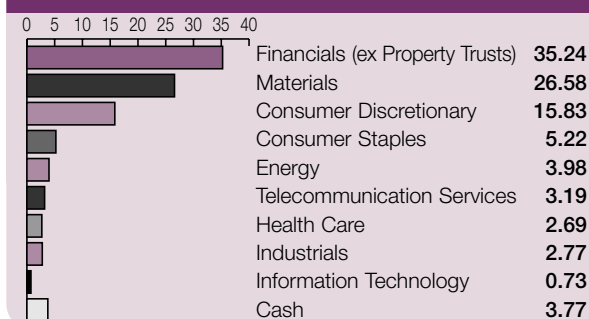 0 5 10 15 20 25 30 35 40
Financials (ex Property Trusts) 35.24
Materials 26.58
Consumer Discretionary 15.83
Consumer Staples 5.22
Energy 3.98
Telecommunication Services 3.19
Health Care 2.69
Industrials 2.77
Information Technology 0.73
Cash 3.77